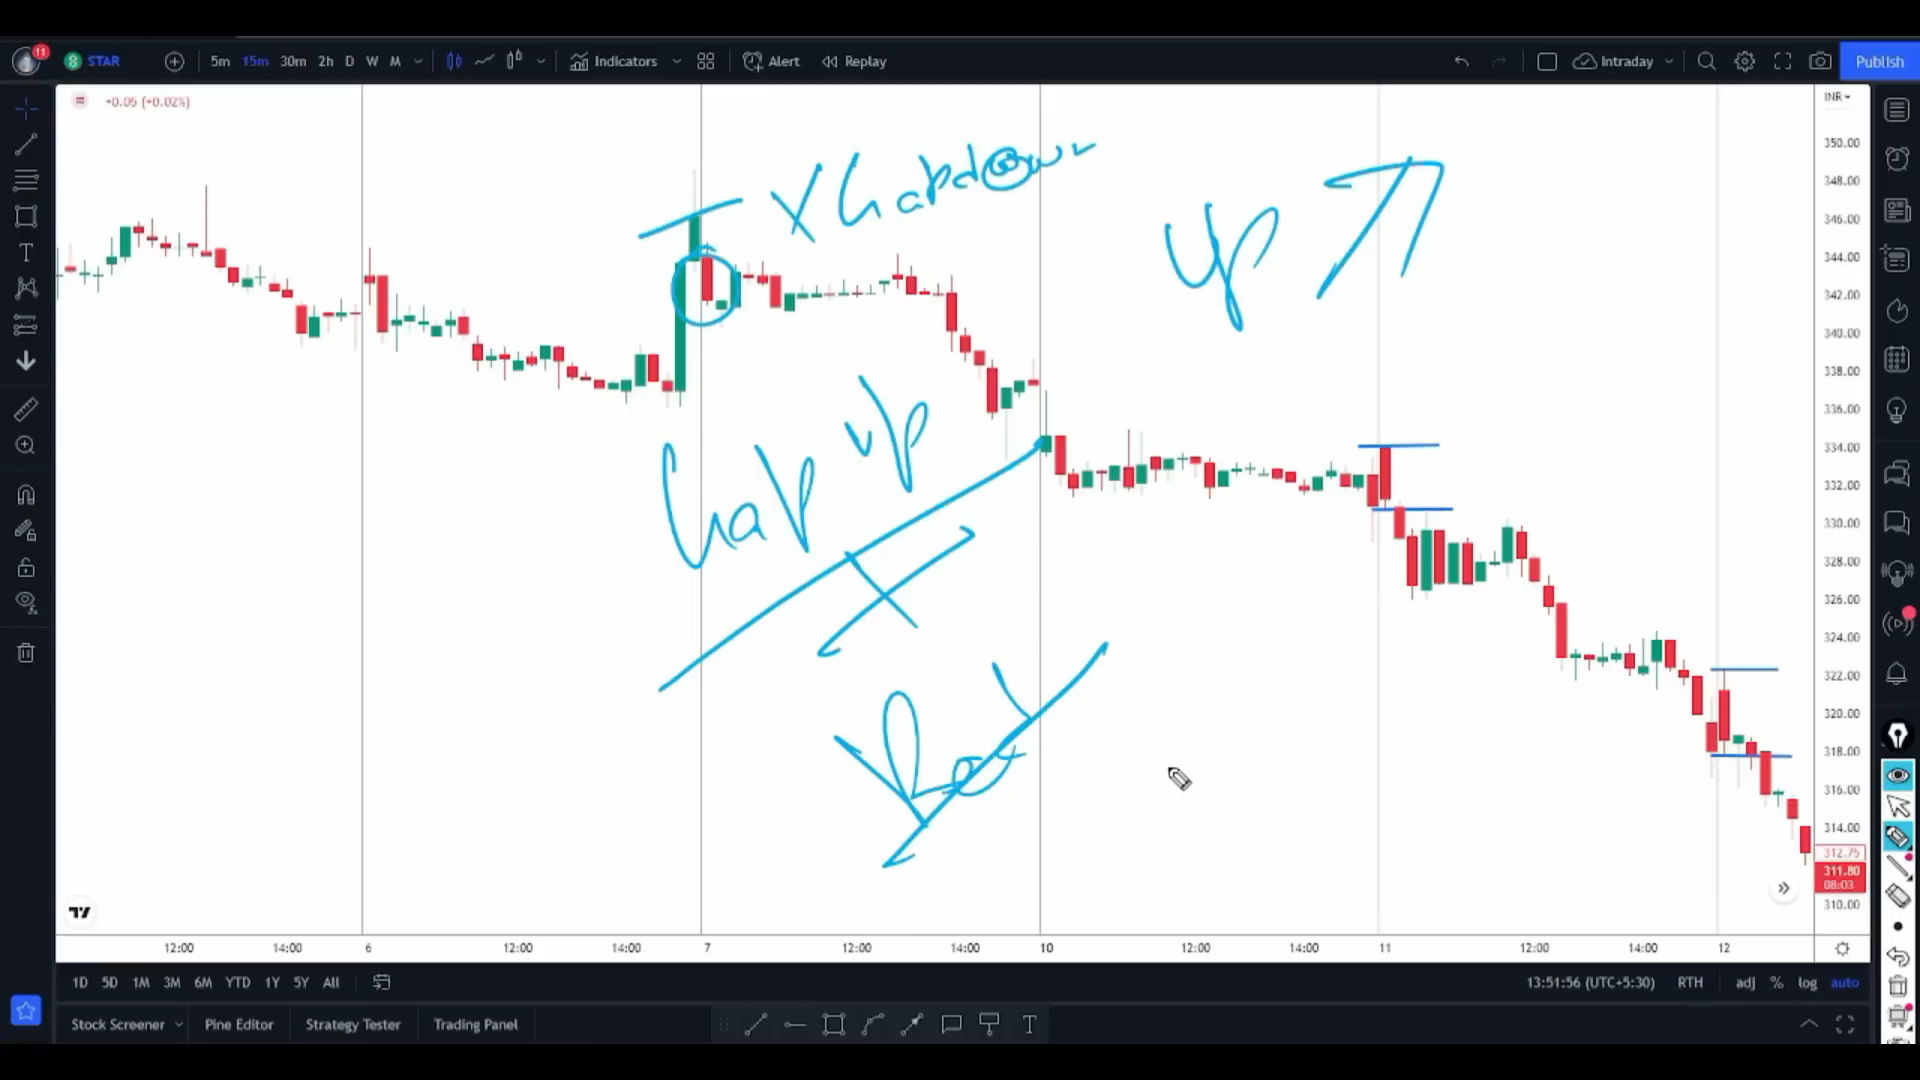 11
STAR
5m 15m 30m 2h D W M Indicators Alert Replay Intraday Publish
+0.05 (+0.02%)
INR
350.00
348.00
346.00
344.00
342.00
340.00
338.00
336.00
334.00
332.00
330.00
328.00
326.00
324.00
322.00
320.00
318.00
316.00
314.00
312.75
311.80
08:03
310.00
X Gapdown
up
Gap up
Red
12:00 14:00 6 12:00 14:00 7 12:00 14:00 10 12:00 14:00 11 12:00 14:00 12
1D 5D 1M 3M 6M YTD 1Y 5Y All 13:51:56 (UTC+5:30) RTH adj % log auto
Stock Screener Pine Editor Strategy Tester Trading Panel